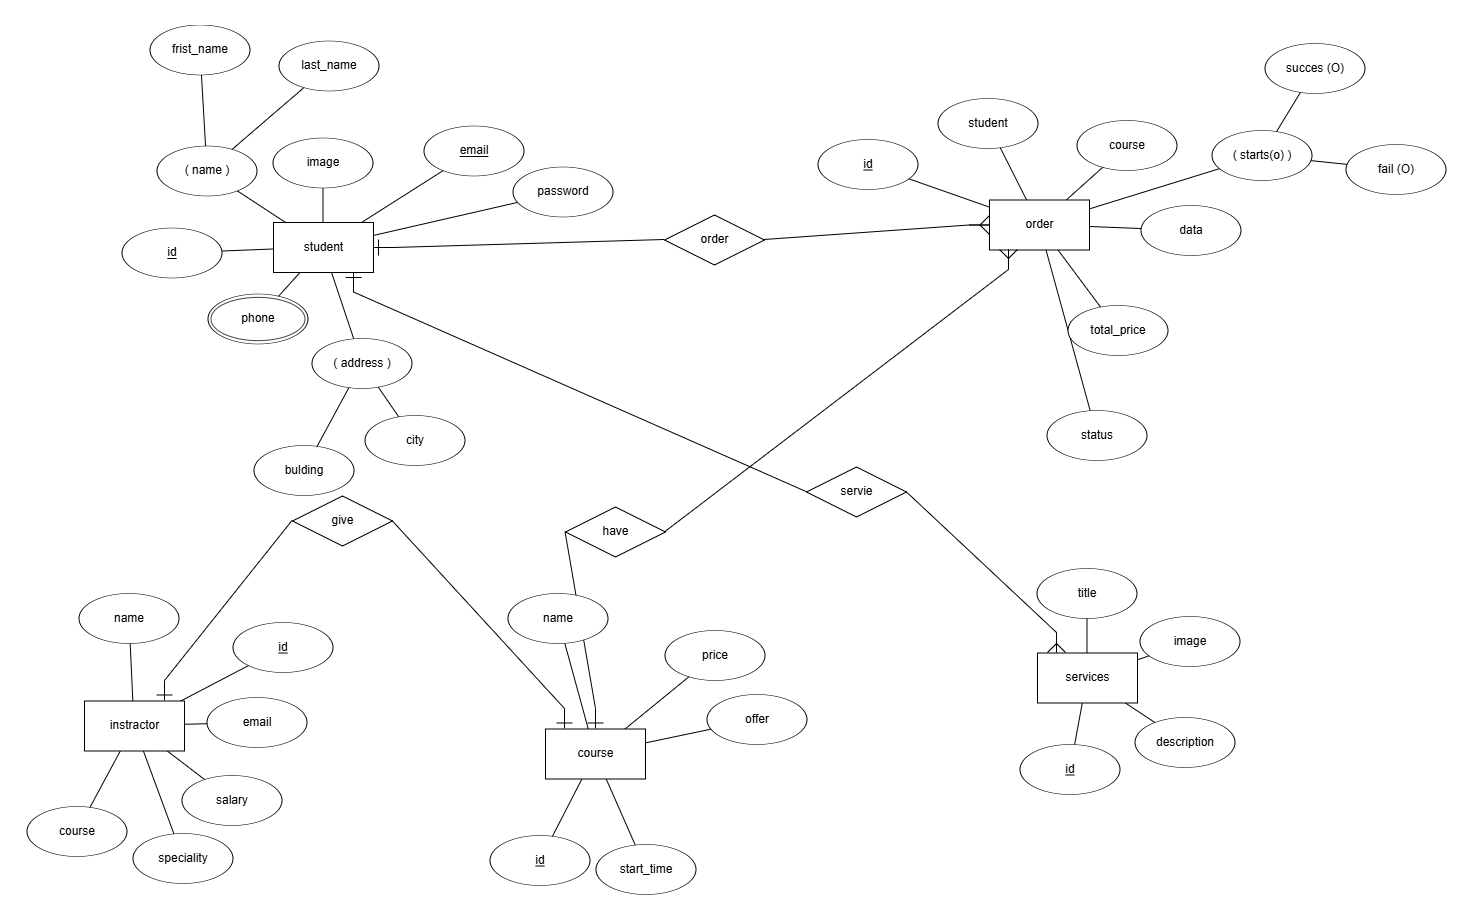 frist_name
last_name
succes (O)
student
email
course
( starts(o) )
image
id
fail (O)
( name )
password
student
order
order
data
id
phone
total_price
( address )
city
status
bulding
servie
give
have
title
name
name
id
image
price
services
email
offer
instractor
description
course
id
salary
course
speciality
id
start_time